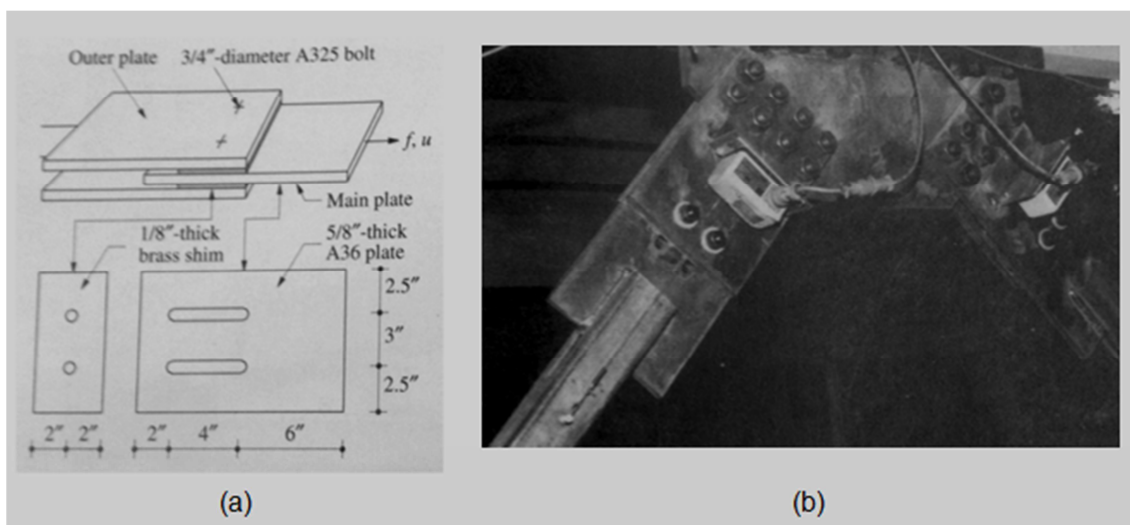 Outer plate 3/4"-diameter A325 bolt
f, u
Main plate
1/8"-thick
brass shim
5/8"-thick
A36 plate
2.5"
3"
2.5"
2" 2" 2" 4" 6"
(a) (b)